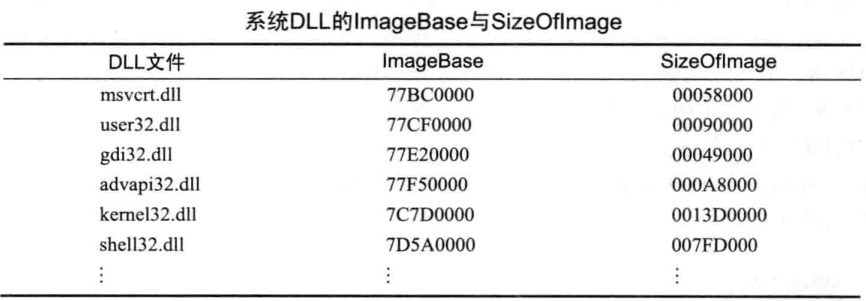 系统DLL的ImageBase与SizeOfImage
DLL文件 ImageBase SizeOfImage
msvcrt.dll 77BC0000 00058000
user32.dll 77CF0000 00090000
gdi32.dll 77E20000 00049000
advapi32.dll 77F50000 000A8000
kernel32.dll 7C7D0000 0013D0000
shell32.dll 7D5A0000 007FD000
⋮ ⋮ ⋮